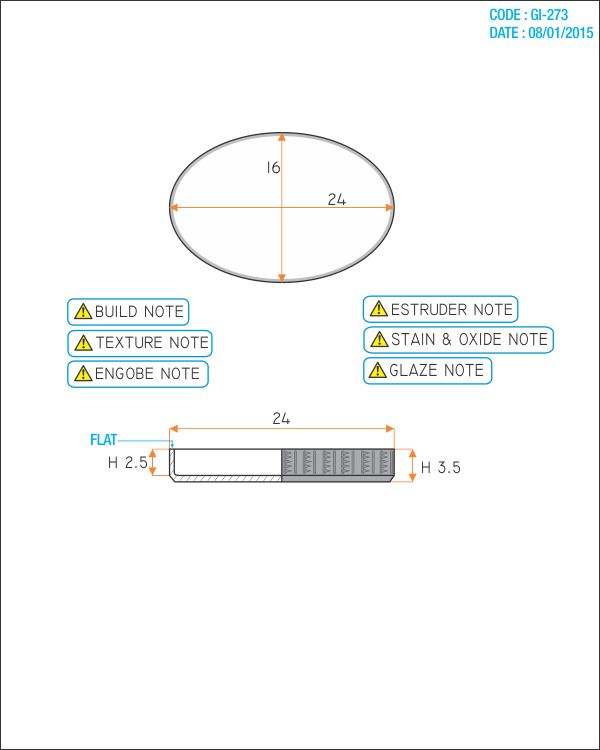 CODE : GI-273
DATE : 08/01/2015
16
24
BUILD NOTE
TEXTURE NOTE
ENGOBE NOTE
ESTRUDER NOTE
STAIN & OXIDE NOTE
GLAZE NOTE
24
FLAT
H 2.5
H 3.5